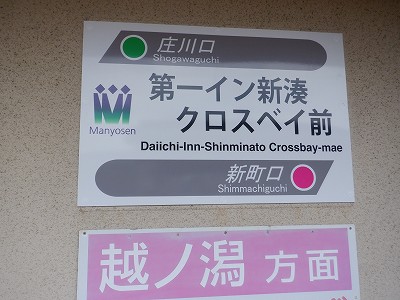 庄川口
Shogawaguchi
第一イン新湊
クロスベイ前
Manyosen
Daiichi-Inn-Shinminato Crossbay-mae
新町口
Shinmachiguchi
越ノ潟 方面